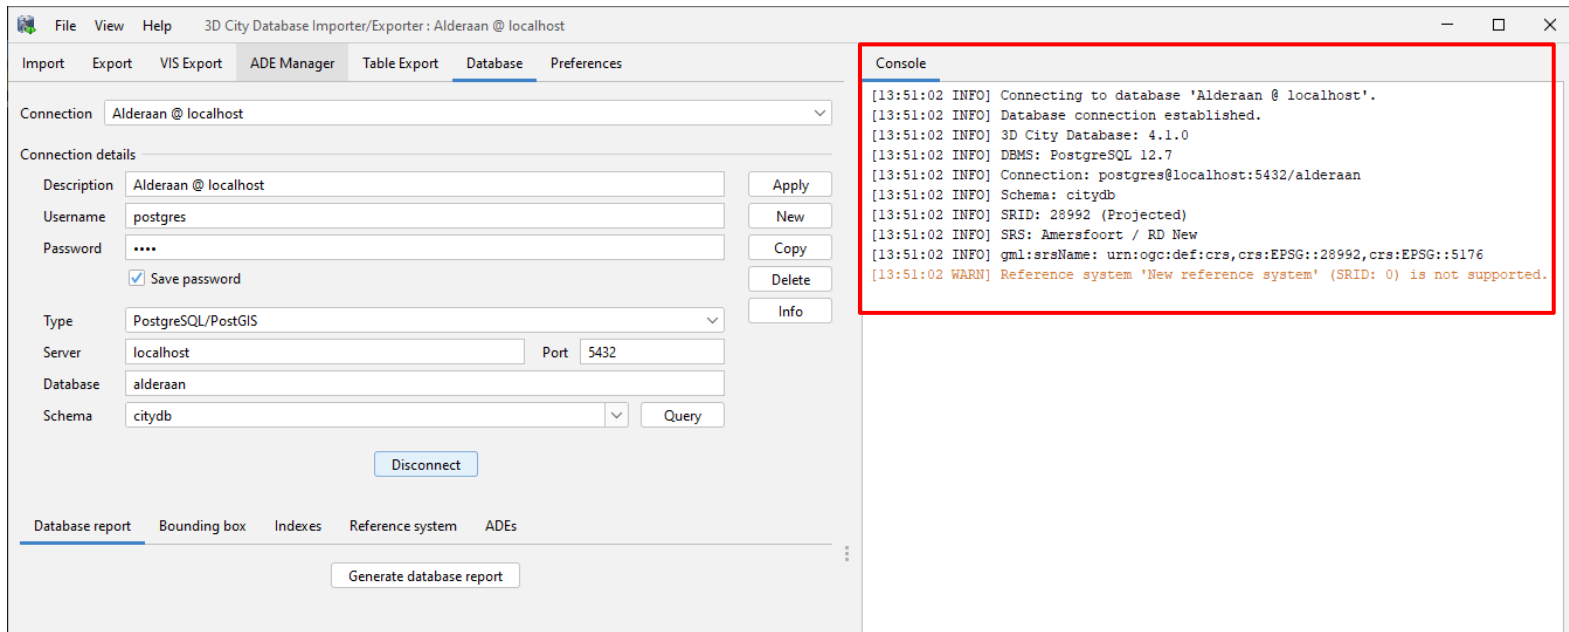 File View Help 3D City Database Importer/Exporter : Alderaan @ localhost
Import Export VIS Export ADE Manager Table Export Database Preferences
Connection Alderaan @ localhost
Connection details
Description Alderaan @ localhost Apply
Username postgres New
Password •••• Copy
Save password Delete
Info
Type PostgreSQL/PostGIS
Server localhost Port 5432
Database alderaan
Schema citydb Query
Disconnect
Database report Bounding box Indexes Reference system ADEs
Generate database report
Console
[13:51:02 INFO] Connecting to database 'Alderaan @ localhost'.
[13:51:02 INFO] Database connection established.
[13:51:02 INFO] 3D City Database: 4.1.0
[13:51:02 INFO] DBMS: PostgreSQL 12.7
[13:51:02 INFO] Connection: postgres@localhost:5432/alderaan
[13:51:02 INFO] Schema: citydb
[13:51:02 INFO] SRID: 28992 (Projected)
[13:51:02 INFO] SRS: Amersfoort / RD New
[13:51:02 INFO] gml:srsName: urn:ogc:def:crs,crs:EPSG::28992,crs:EPSG::5176
[13:51:02 WARN] Reference system 'New reference system' (SRID: 0) is not supported.